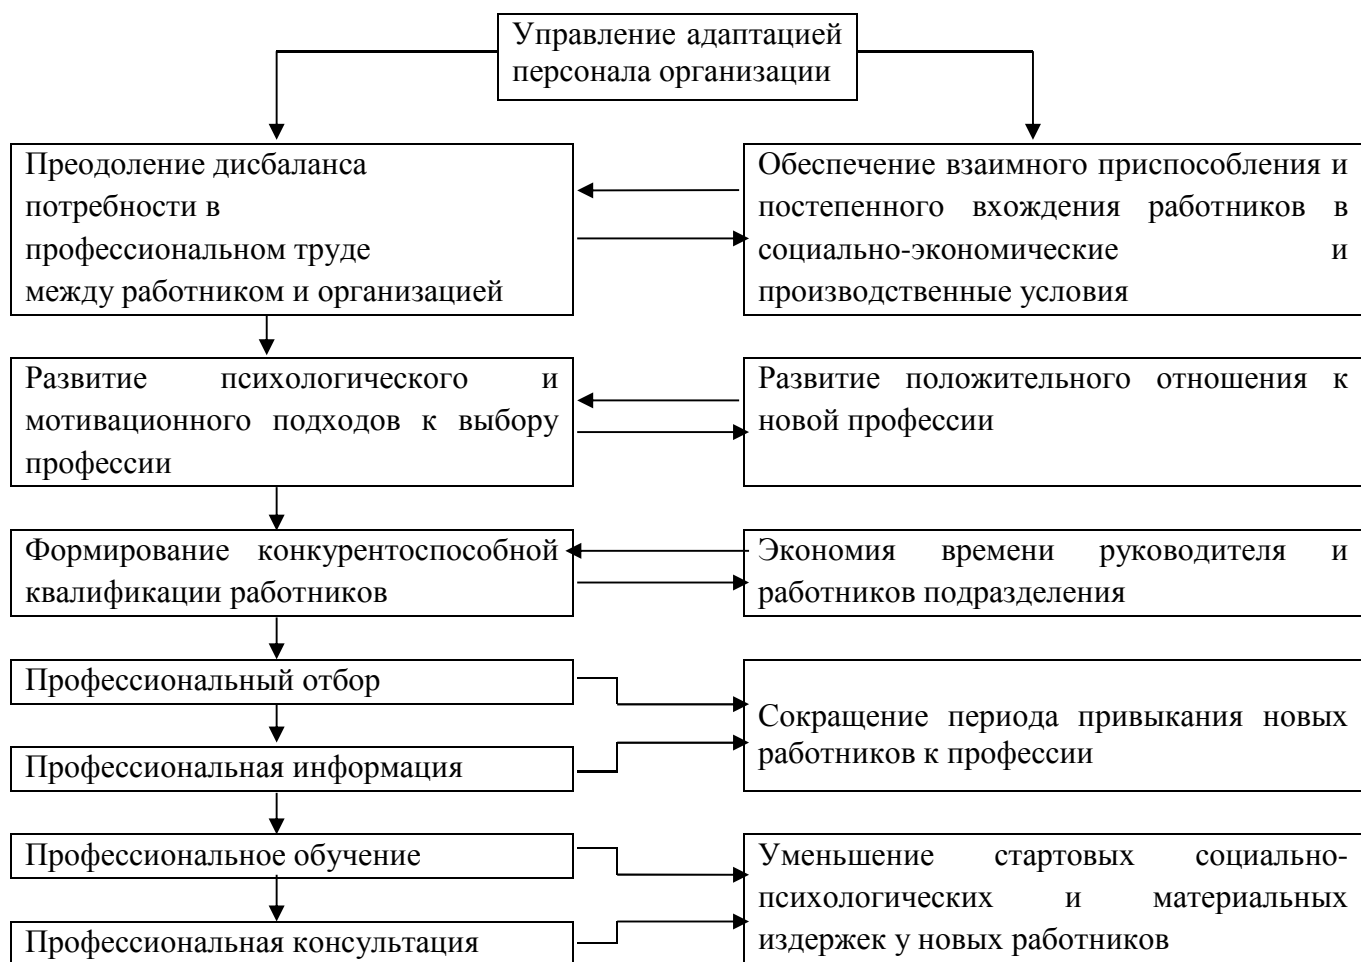 Управление адаптацией
персонала организации
Преодоление дисбаланса
потребности в
профессиональном труде
между работником и организацией
Обеспечение взаимного приспособления и
постепенного вхождения работников в
социально-экономические и
производственные условия
Развитие психологического и
мотивационного подходов к выбору
профессии
Развитие положительного отношения к
новой профессии
Формирование конкурентоспособной
квалификации работников
Экономия времени руководителя и
работников подразделения
Профессиональный отбор
Профессиональная информация
Сокращение периода привыкания новых
работников к профессии
Профессиональное обучение
Профессиональная консультация
Уменьшение стартовых социально-
психологических и материальных
издержек у новых работников